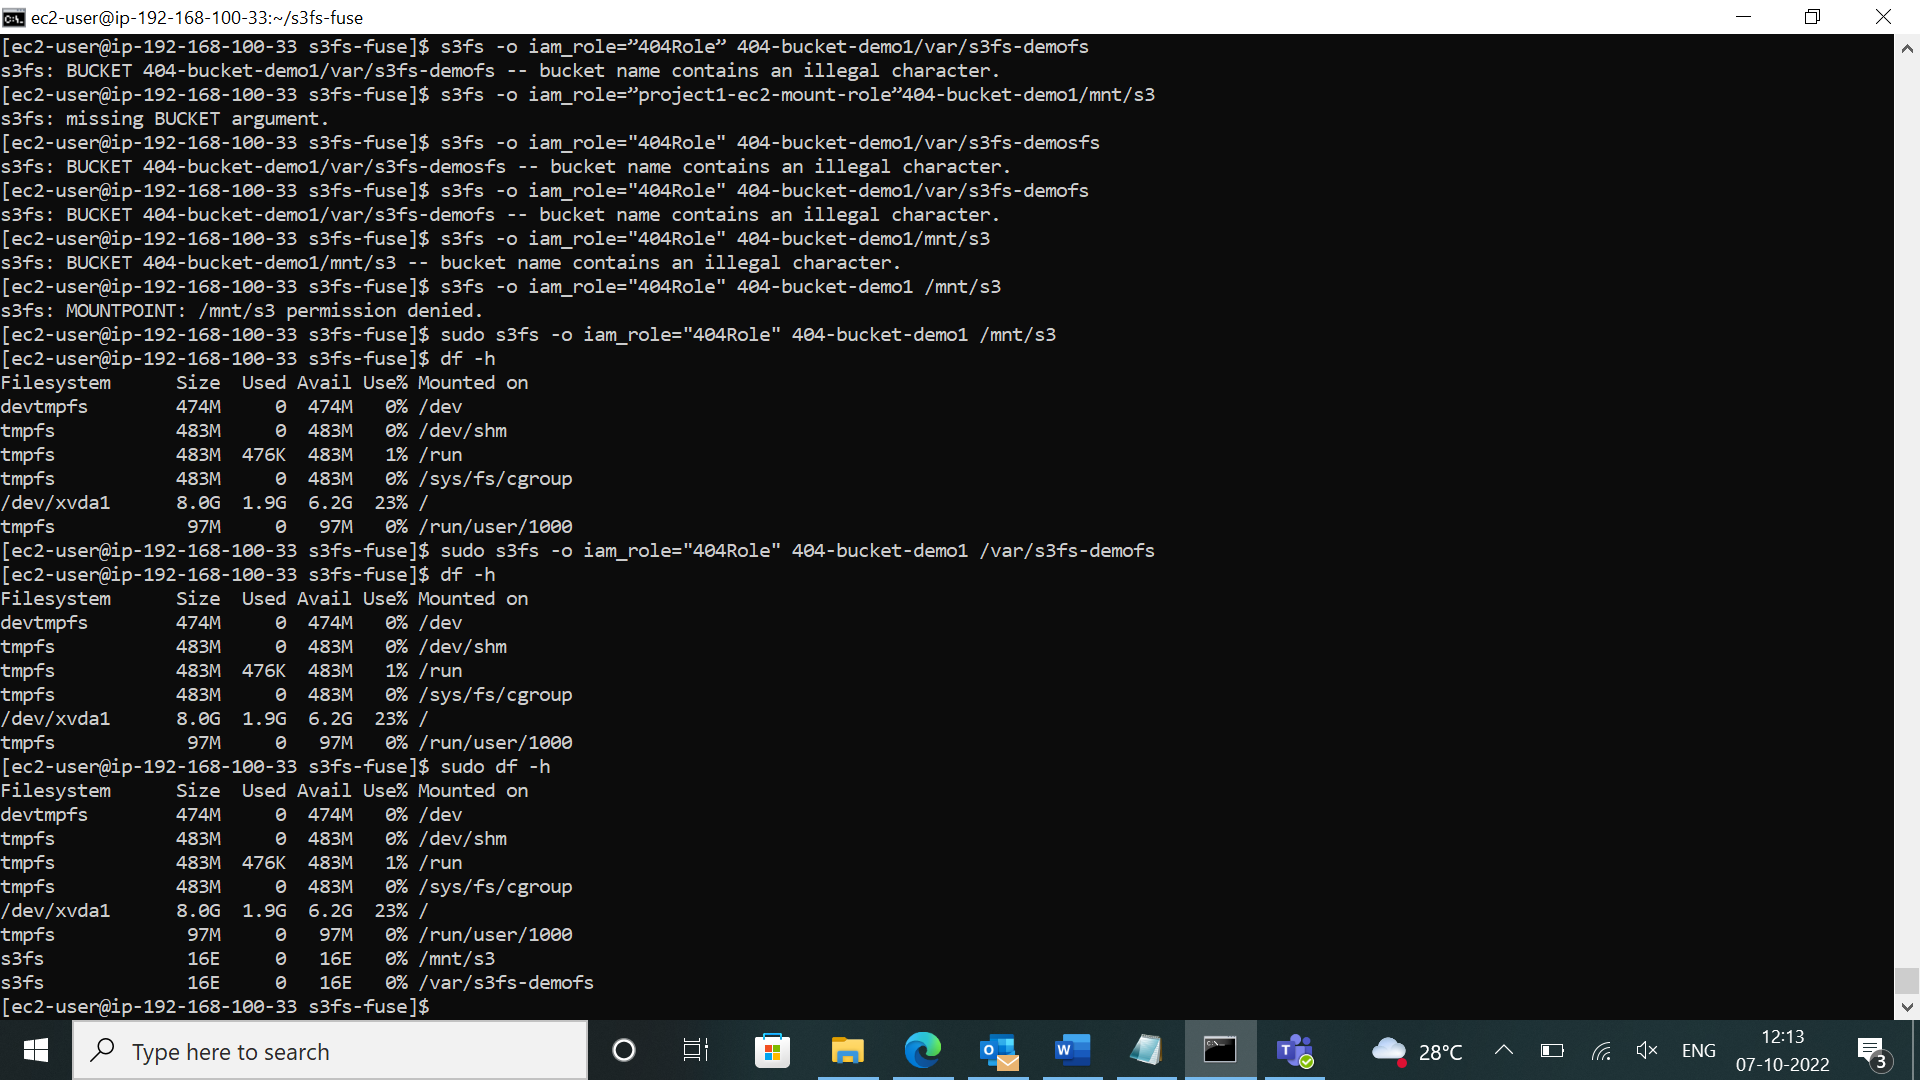 ec2-user@ip-192-168-100-33:~/s3fs-fuse
[ec2-user@ip-192-168-100-33 s3fs-fuse]$ s3fs -o iam_role=”404Role” 404-bucket-demo1/var/s3fs-demofs
s3fs: BUCKET 404-bucket-demo1/var/s3fs-demofs -- bucket name contains an illegal character.
[ec2-user@ip-192-168-100-33 s3fs-fuse]$ s3fs -o iam_role=”project1-ec2-mount-role”404-bucket-demo1/mnt/s3
s3fs: missing BUCKET argument.
[ec2-user@ip-192-168-100-33 s3fs-fuse]$ s3fs -o iam_role="404Role" 404-bucket-demo1/var/s3fs-demosfs
s3fs: BUCKET 404-bucket-demo1/var/s3fs-demosfs -- bucket name contains an illegal character.
[ec2-user@ip-192-168-100-33 s3fs-fuse]$ s3fs -o iam_role="404Role" 404-bucket-demo1/var/s3fs-demofs
s3fs: BUCKET 404-bucket-demo1/var/s3fs-demofs -- bucket name contains an illegal character.
[ec2-user@ip-192-168-100-33 s3fs-fuse]$ s3fs -o iam_role="404Role" 404-bucket-demo1/mnt/s3
s3fs: BUCKET 404-bucket-demo1/mnt/s3 -- bucket name contains an illegal character.
[ec2-user@ip-192-168-100-33 s3fs-fuse]$ s3fs -o iam_role="404Role" 404-bucket-demo1 /mnt/s3
s3fs: MOUNTPOINT: /mnt/s3 permission denied.
[ec2-user@ip-192-168-100-33 s3fs-fuse]$ sudo s3fs -o iam_role="404Role" 404-bucket-demo1 /mnt/s3
[ec2-user@ip-192-168-100-33 s3fs-fuse]$ df -h
Filesystem      Size  Used Avail Use% Mounted on
devtmpfs        474M     0  474M   0% /dev
tmpfs           483M     0  483M   0% /dev/shm
tmpfs           483M  476K  483M   1% /run
tmpfs           483M     0  483M   0% /sys/fs/cgroup
/dev/xvda1      8.0G  1.9G  6.2G  23% /
tmpfs            97M     0   97M   0% /run/user/1000
[ec2-user@ip-192-168-100-33 s3fs-fuse]$ sudo s3fs -o iam_role="404Role" 404-bucket-demo1 /var/s3fs-demofs
[ec2-user@ip-192-168-100-33 s3fs-fuse]$ df -h
Filesystem      Size  Used Avail Use% Mounted on
devtmpfs        474M     0  474M   0% /dev
tmpfs           483M     0  483M   0% /dev/shm
tmpfs           483M  476K  483M   1% /run
tmpfs           483M     0  483M   0% /sys/fs/cgroup
/dev/xvda1      8.0G  1.9G  6.2G  23% /
tmpfs            97M     0   97M   0% /run/user/1000
[ec2-user@ip-192-168-100-33 s3fs-fuse]$ sudo df -h
Filesystem      Size  Used Avail Use% Mounted on
devtmpfs        474M     0  474M   0% /dev
tmpfs           483M     0  483M   0% /dev/shm
tmpfs           483M  476K  483M   1% /run
tmpfs           483M     0  483M   0% /sys/fs/cgroup
/dev/xvda1      8.0G  1.9G  6.2G  23% /
tmpfs            97M     0   97M   0% /run/user/1000
s3fs             16E     0   16E   0% /mnt/s3
s3fs             16E     0   16E   0% /var/s3fs-demofs
[ec2-user@ip-192-168-100-33 s3fs-fuse]$
Type here to search
28°C
ENG
12:13
07-10-2022
3